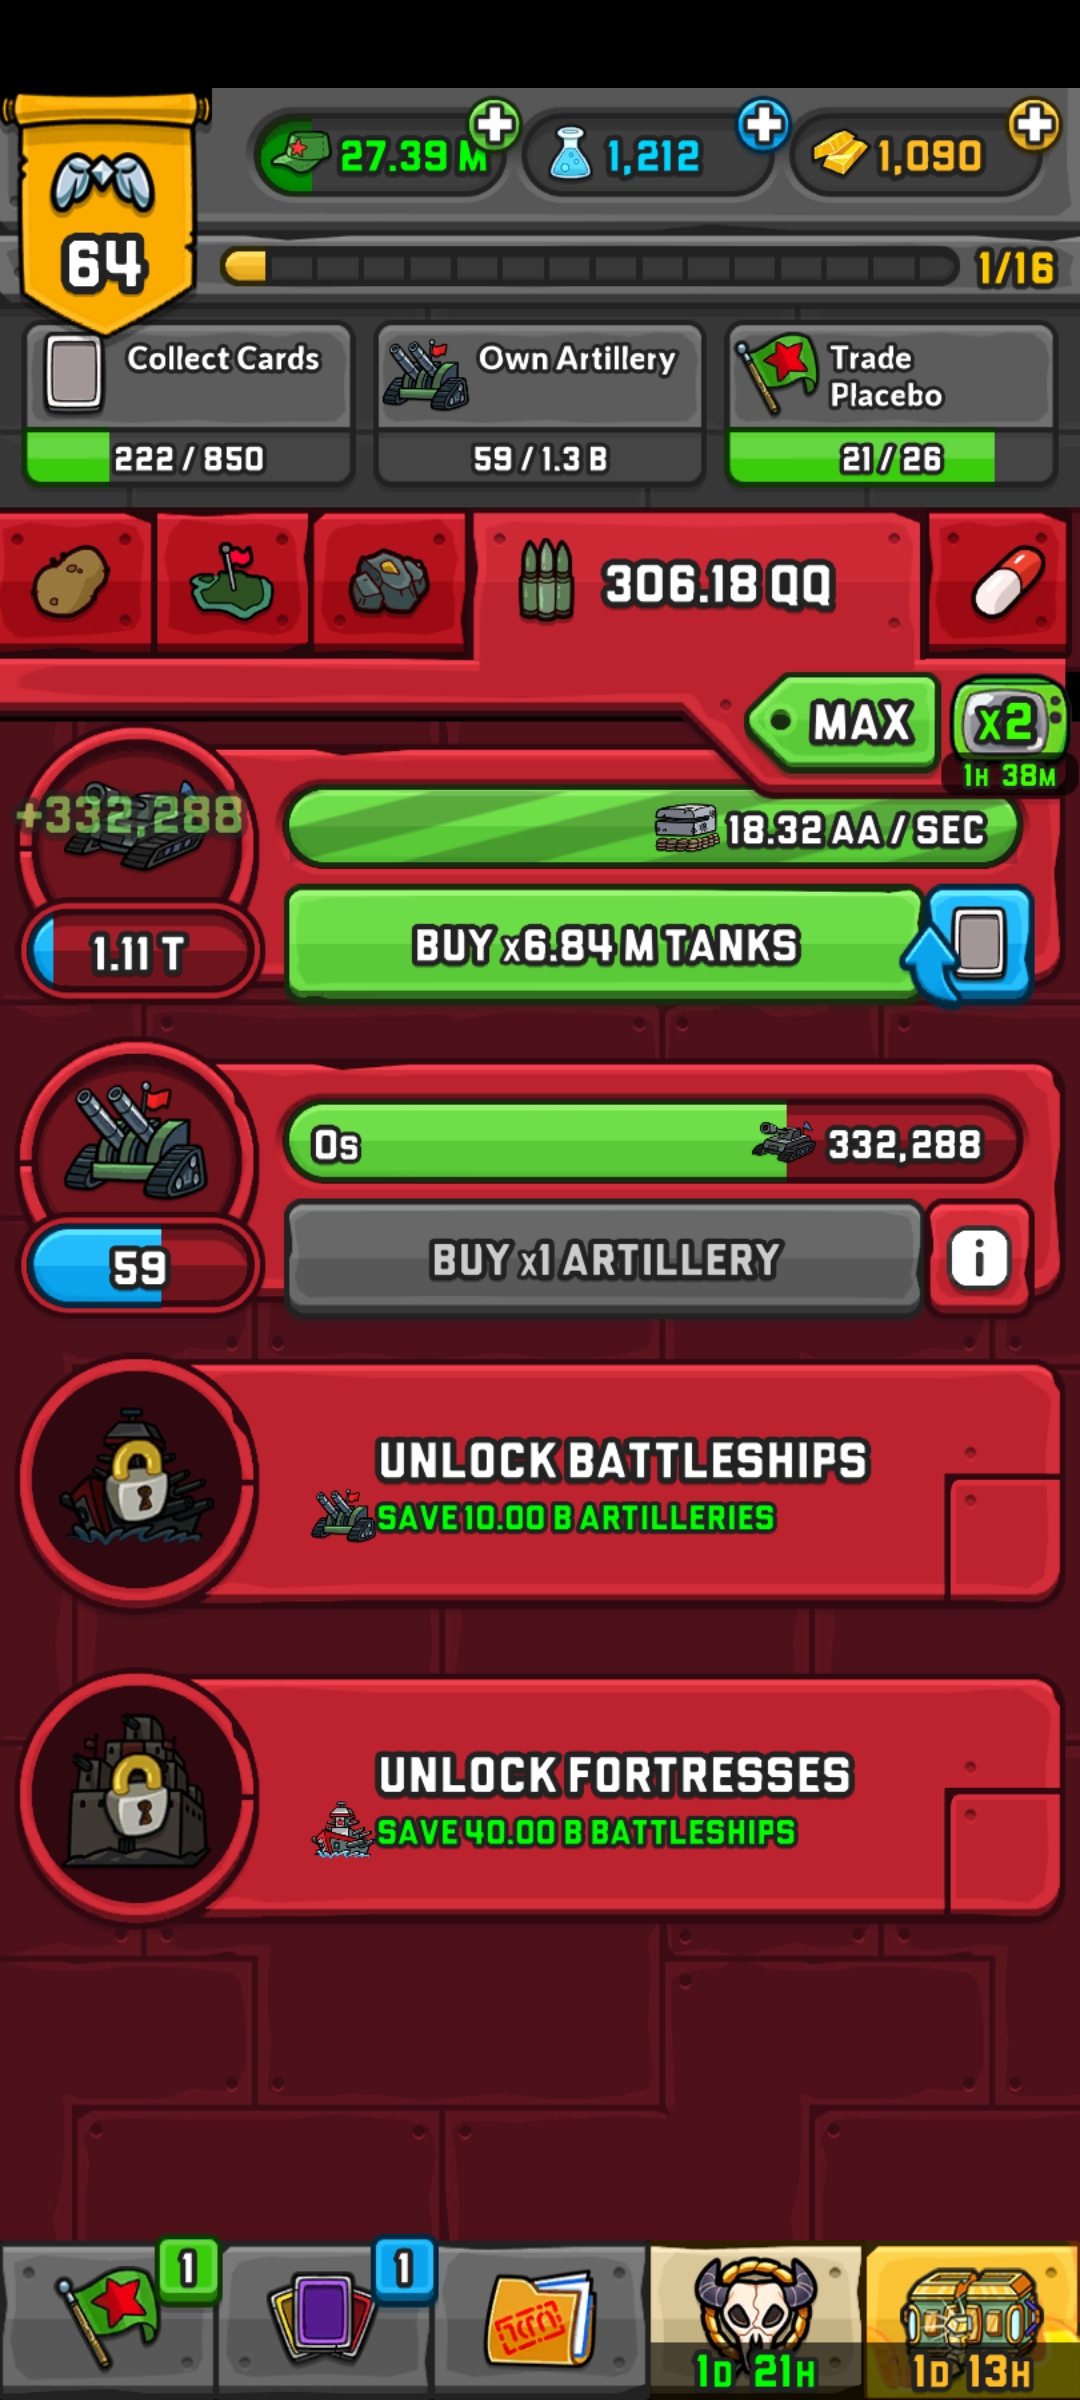 27.39 M
1,212
1,090
64
1/16
Collect Cards
222 / 850
Own Artillery
59 / 1.3 B
Trade
Placebo
21 / 26
306.18 QQ
MAX
x2
1H 38M
+332,288
18.32 AA / SEC
1.11 T
BUY x6.84 M TANKS
0s
332,288
59
BUY x1 ARTILLERY
i
UNLOCK BATTLESHIPS
SAVE 10.00 B ARTILLERIES
UNLOCK FORTRESSES
SAVE 40.00 B BATTLESHIPS
1
1
1D 21H
1D 13H